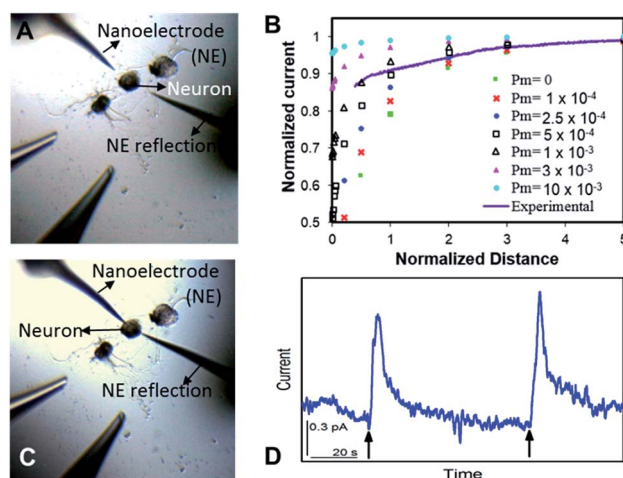 A
Nanoelectrode
(NE)
Neuron
NE reflection
B
Normalized current
1
0.9
0.8
0.7
0.6
0.5
0
1
2
3
4
5
Normalized Distance
Pm= 0
Pm= 1 x 10-4
Pm= 2.5 x 10-4
Pm= 5 x 10-4
Pm= 1 x 10-3
Pm= 3 x 10-3
Pm= 10 x 10-3
Experimental
Nanoelectrode
(NE)
Neuron
NE reflection
C
Current
0.3 pA
20 s
D
Time